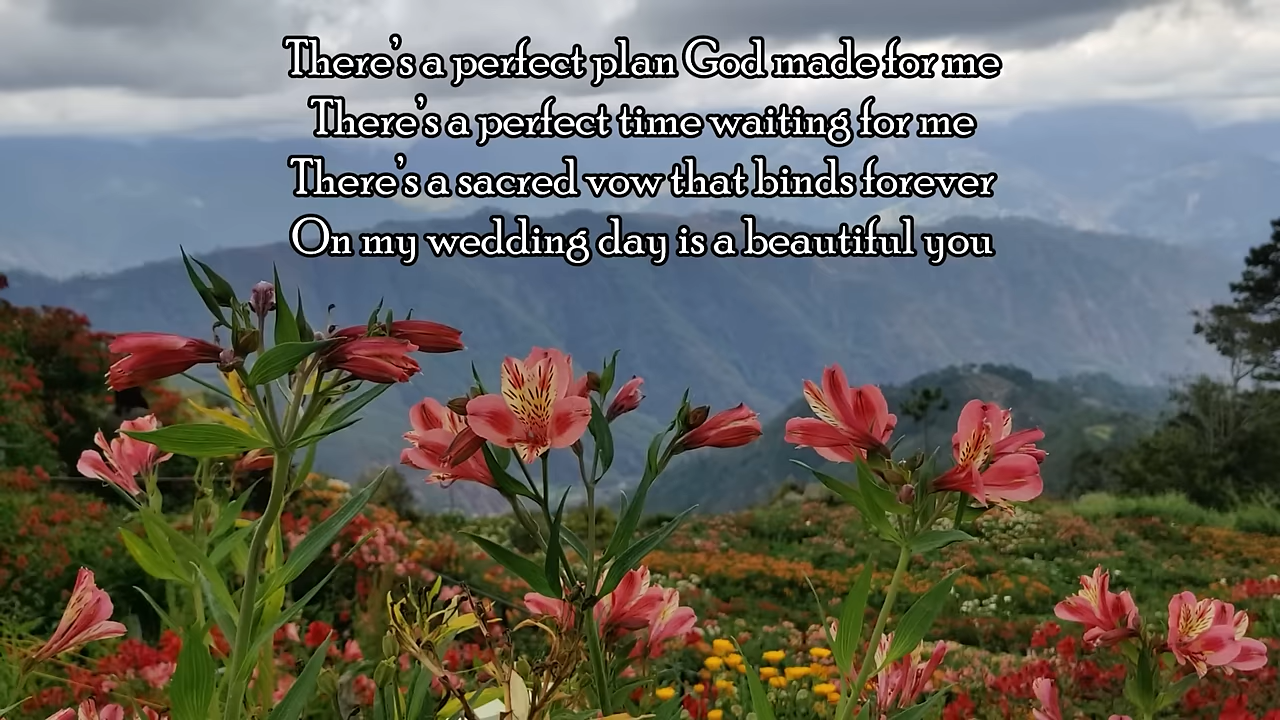 There's a perfect plan God made for me
There's a perfect time waiting for me
There's a sacred vow that binds forever
On my wedding day is a beautiful you